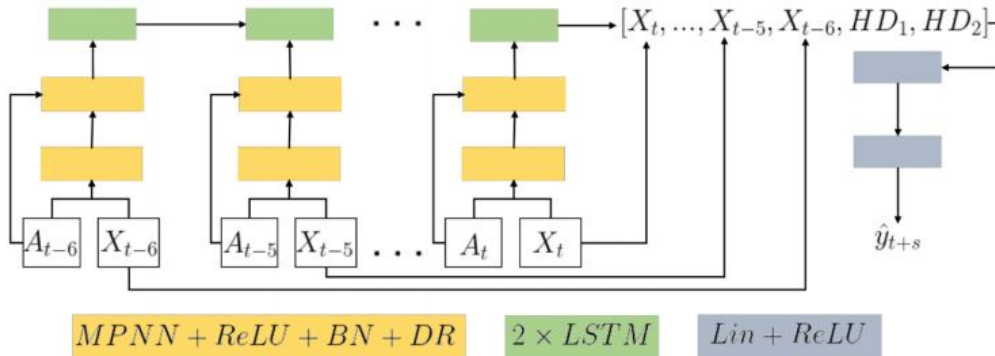 [X_t, ..., X_{t-5}, X_{t-6}, HD_1, HD_2]
A_{t-6} X_{t-6} A_{t-5} X_{t-5} ... A_t X_t
ŷ_{t+s}
MPNN + ReLU + BN + DR 2 × LSTM Lin + ReLU